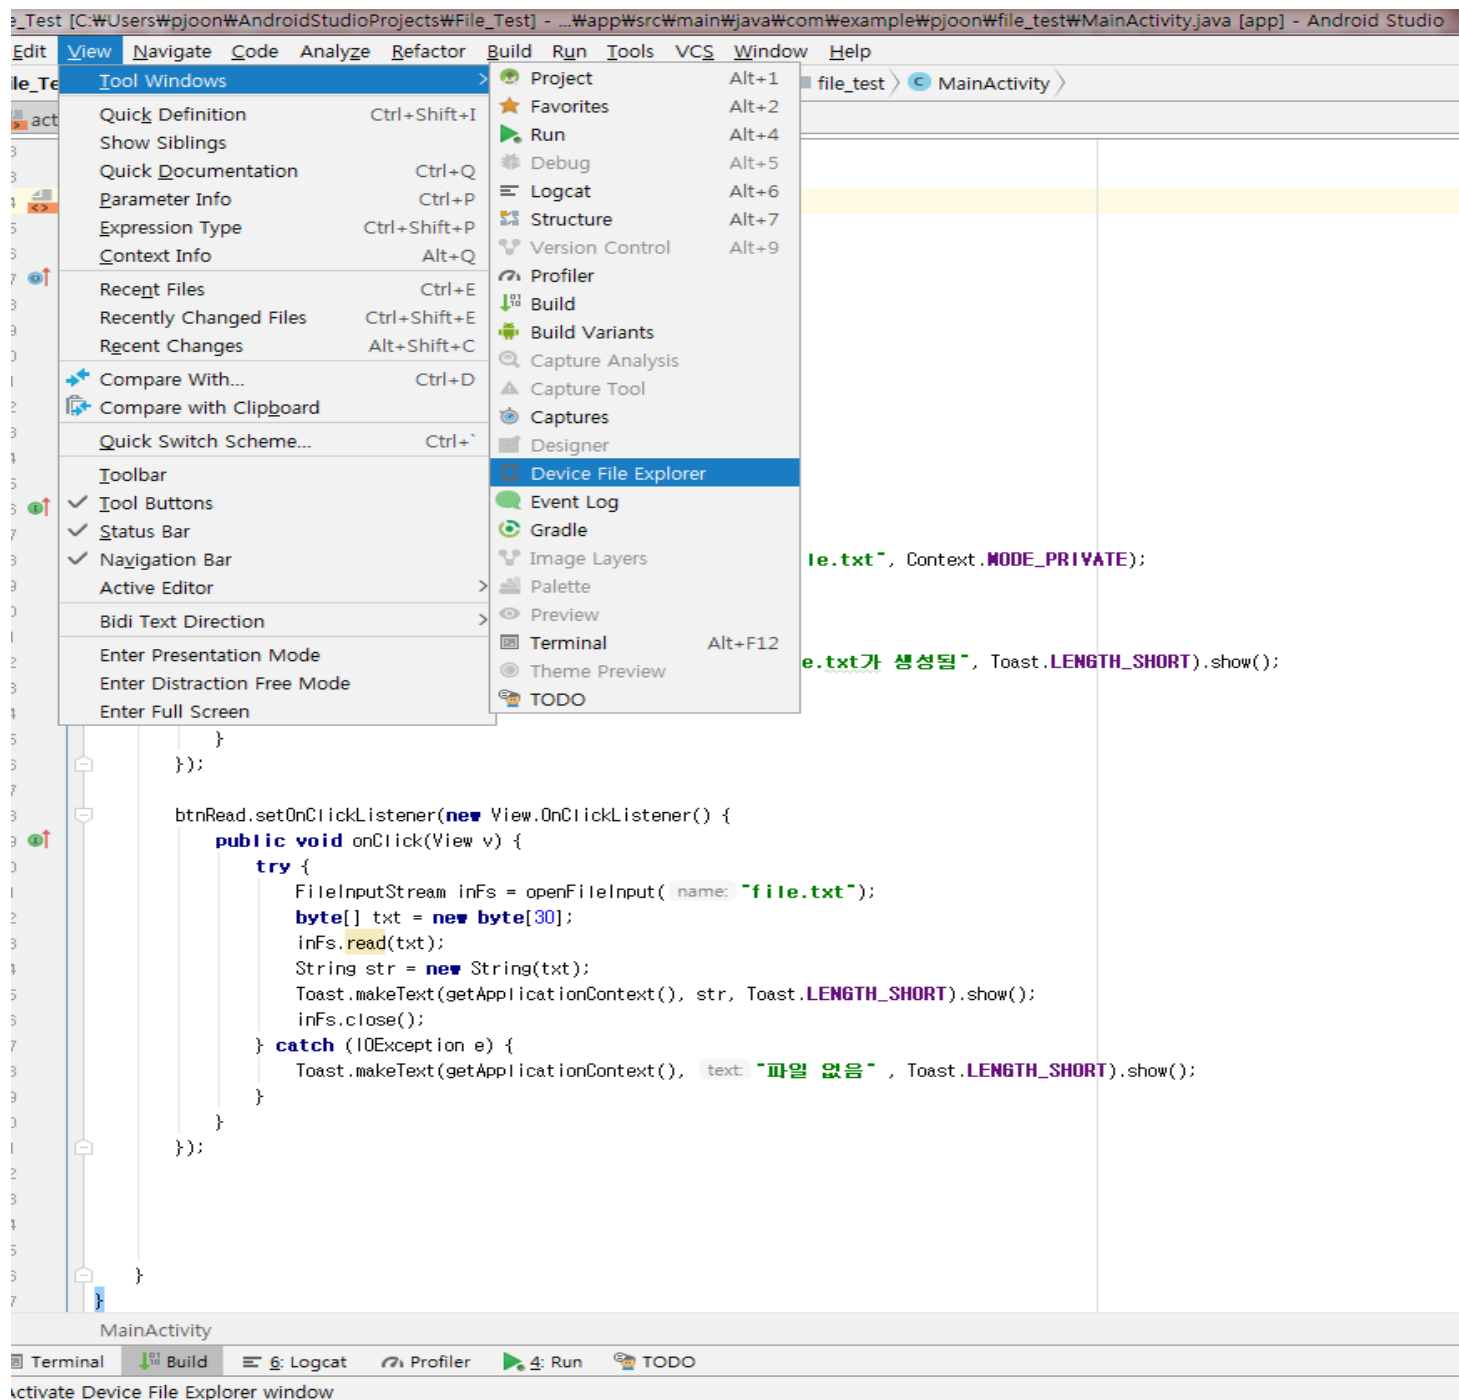 e_Test [C:₩Users₩pjoon₩AndroidStudioProjects₩File_Test] - ...₩app₩src₩main₩java₩com₩example₩pjoon₩file_test₩MainActivity.java [app] - Android Studio
Edit View Navigate Code Analyze Refactor Build Run Tools VCS Window Help
ile_Te
file_test MainActivity
act
Tool Windows
Quick Definition Ctrl+Shift+I
Show Siblings
Quick Documentation Ctrl+Q
Parameter Info Ctrl+P
Expression Type Ctrl+Shift+P
Context Info Alt+Q
Recent Files Ctrl+E
Recently Changed Files Ctrl+Shift+E
Recent Changes Alt+Shift+C
Compare With... Ctrl+D
Compare with Clipboard
Quick Switch Scheme... Ctrl+`
Toolbar
Tool Buttons
Status Bar
Navigation Bar
Active Editor
Bidi Text Direction
Enter Presentation Mode
Enter Distraction Free Mode
Enter Full Screen
Project Alt+1
Favorites Alt+2
Run Alt+4
Debug Alt+5
Logcat Alt+6
Structure Alt+7
Version Control Alt+9
Profiler
Build
Build Variants
Capture Analysis
Capture Tool
Captures
Designer
Device File Explorer
Event Log
Gradle
Image Layers
Palette
Preview
Terminal Alt+F12
Theme Preview
TODO
le.txt", Context.MODE_PRIVATE);
e.txt가 생성됨", Toast.LENGTH_SHORT).show();
}
});
btnRead.setOnClickListener(new View.OnClickListener() {
public void onClick(View v) {
try {
FileInputStream inFs = openFileInput( name: "file.txt");
byte[] txt = new byte[30];
inFs.read(txt);
String str = new String(txt);
Toast.makeText(getApplicationContext(), str, Toast.LENGTH_SHORT).show();
inFs.close();
} catch (IOException e) {
Toast.makeText(getApplicationContext(), text: "파일 없음" , Toast.LENGTH_SHORT).show();
}
}
});
}
}
MainActivity
Terminal Build 6: Logcat Profiler 4: Run TODO
Activate Device File Explorer window